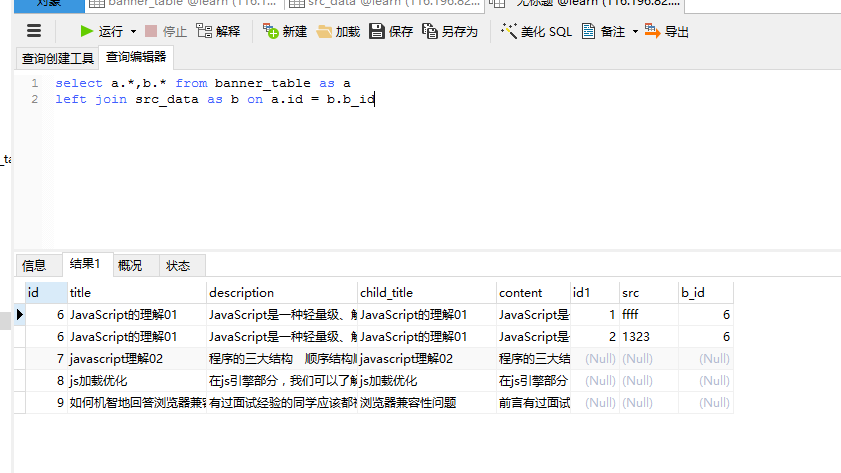 对象 banner_table @learn (116.1... src_data @learn (116.196.82.... 无标题 @learn (116.196.82....
运行 停止 解释 新建 加载 保存 另存为 美化 SQL 备注 导出
查询创建工具 查询编辑器
1 select a.*,b.* from banner_table as a
2 left join src_data as b on a.id = b.b_id
_ta
信息 结果1 概况 状态
id title description child_title content id1 src b_id
6 JavaScript的理解01 JavaScript是一种轻量级、 JavaScript的理解01 JavaScript是 1 ffff 6
6 JavaScript的理解01 JavaScript是一种轻量级、 JavaScript的理解01 JavaScript是 2 1323 6
7 javascript理解02 程序的三大结构 顺序结构 javascript理解02 程序的三大结 (Null) (Null) (Null)
8 js加载优化 在js引擎部分，我们可以了 js加载优化 在js引擎部分 (Null) (Null) (Null)
9 如何机智地回答浏览器兼容 有过面试经验的同学应该都 浏览器兼容性问题 前言有过面试 (Null) (Null) (Null)